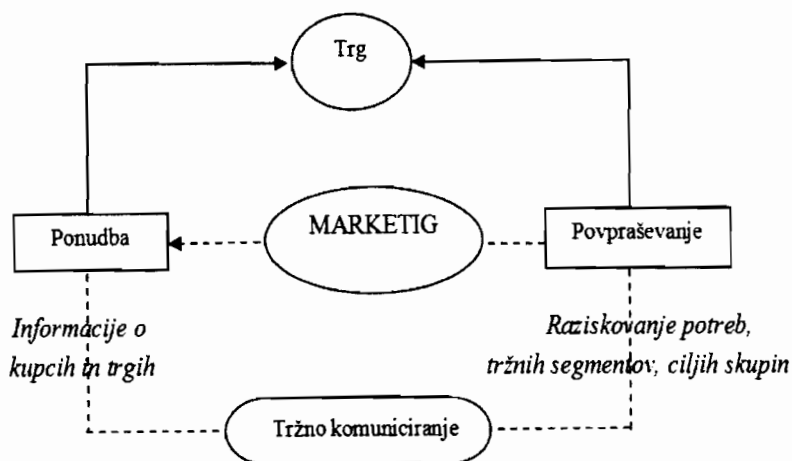 Trg
Ponudba
MARKETIG
Povpraševanje
Informacije o
kupcih in trgih
Raziskovanje potreb,
tržnih segmentov, ciljih skupin
Tržno komuniciranje